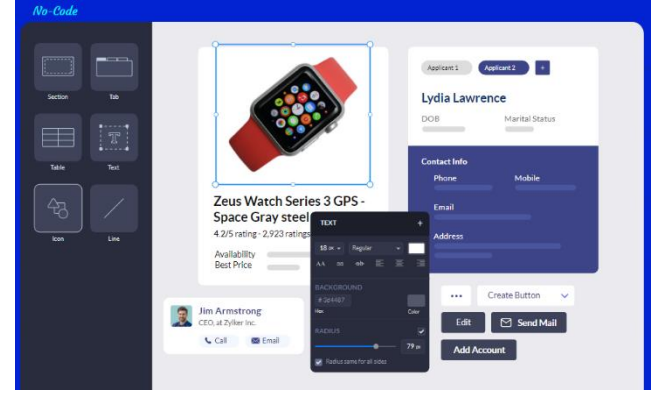 No-Code
Section
Tab
Table
Text
Icon
Line
Zeus Watch Series 3 GPS -
Space Gray steel
4.2/5 rating - 2,923 ratings
Availability
Best Price
Jim Armstrong
CEO, at Zylker Inc.
Call
Email
TEXT
+
18 px
Regular
AA
aa
ab
BACKGROUND
Hex
Color
RADIUS
79 px
Radius same for all sides
Applicant 1
Applicant 2
+
Lydia Lawrence
DOB
Marital Status
Contact Info
Phone
Mobile
Email
Address
Create Button
Edit
Send Mail
Add Account